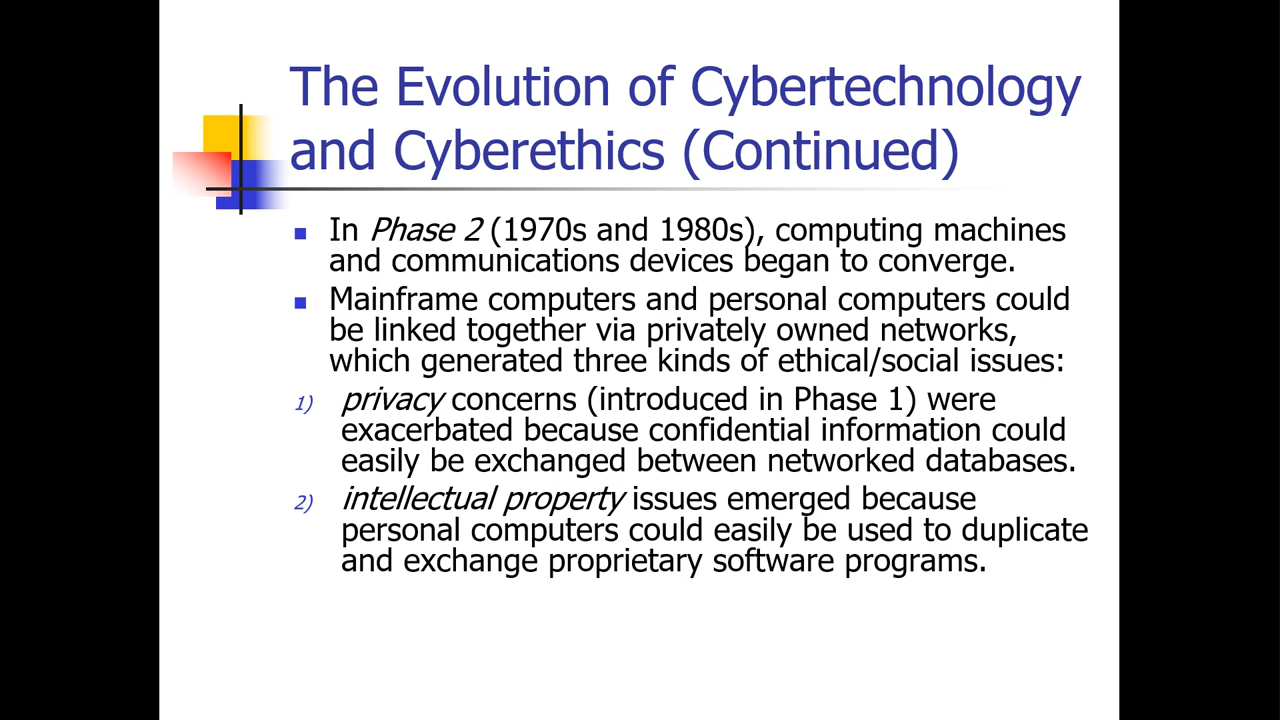 The Evolution of Cybertechnology
and Cyberethics (Continued)
In Phase 2 (1970s and 1980s), computing machines
and communications devices began to converge.
Mainframe computers and personal computers could
be linked together via privately owned networks,
which generated three kinds of ethical/social issues:
1) privacy concerns (introduced in Phase 1) were
exacerbated because confidential information could
easily be exchanged between networked databases.
2) intellectual property issues emerged because
personal computers could easily be used to duplicate
and exchange proprietary software programs.